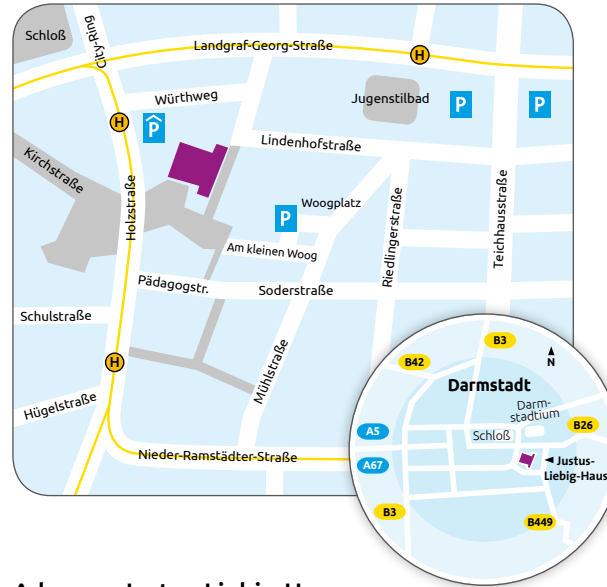 Schloß
City-Ring
Landgraf-Georg-Straße
H
Würthweg
Jugenstilbad
P
P
H
P
Lindenhofstraße
Kirchstraße
Holzstraße
Woogplatz
P
Riedlingerstraße
Teichhausstraße
Am kleinen Woog
Pädagogstr.
Soderstraße
Schulstraße
H
Mühlstraße
Hügelstraße
Nieder-Ramstädter-Straße
B3
B42
N
Darmstadt
Darm-
stadtium
A5
Schloß
B26
A67
Justus-
Liebig-Haus
B3
B449